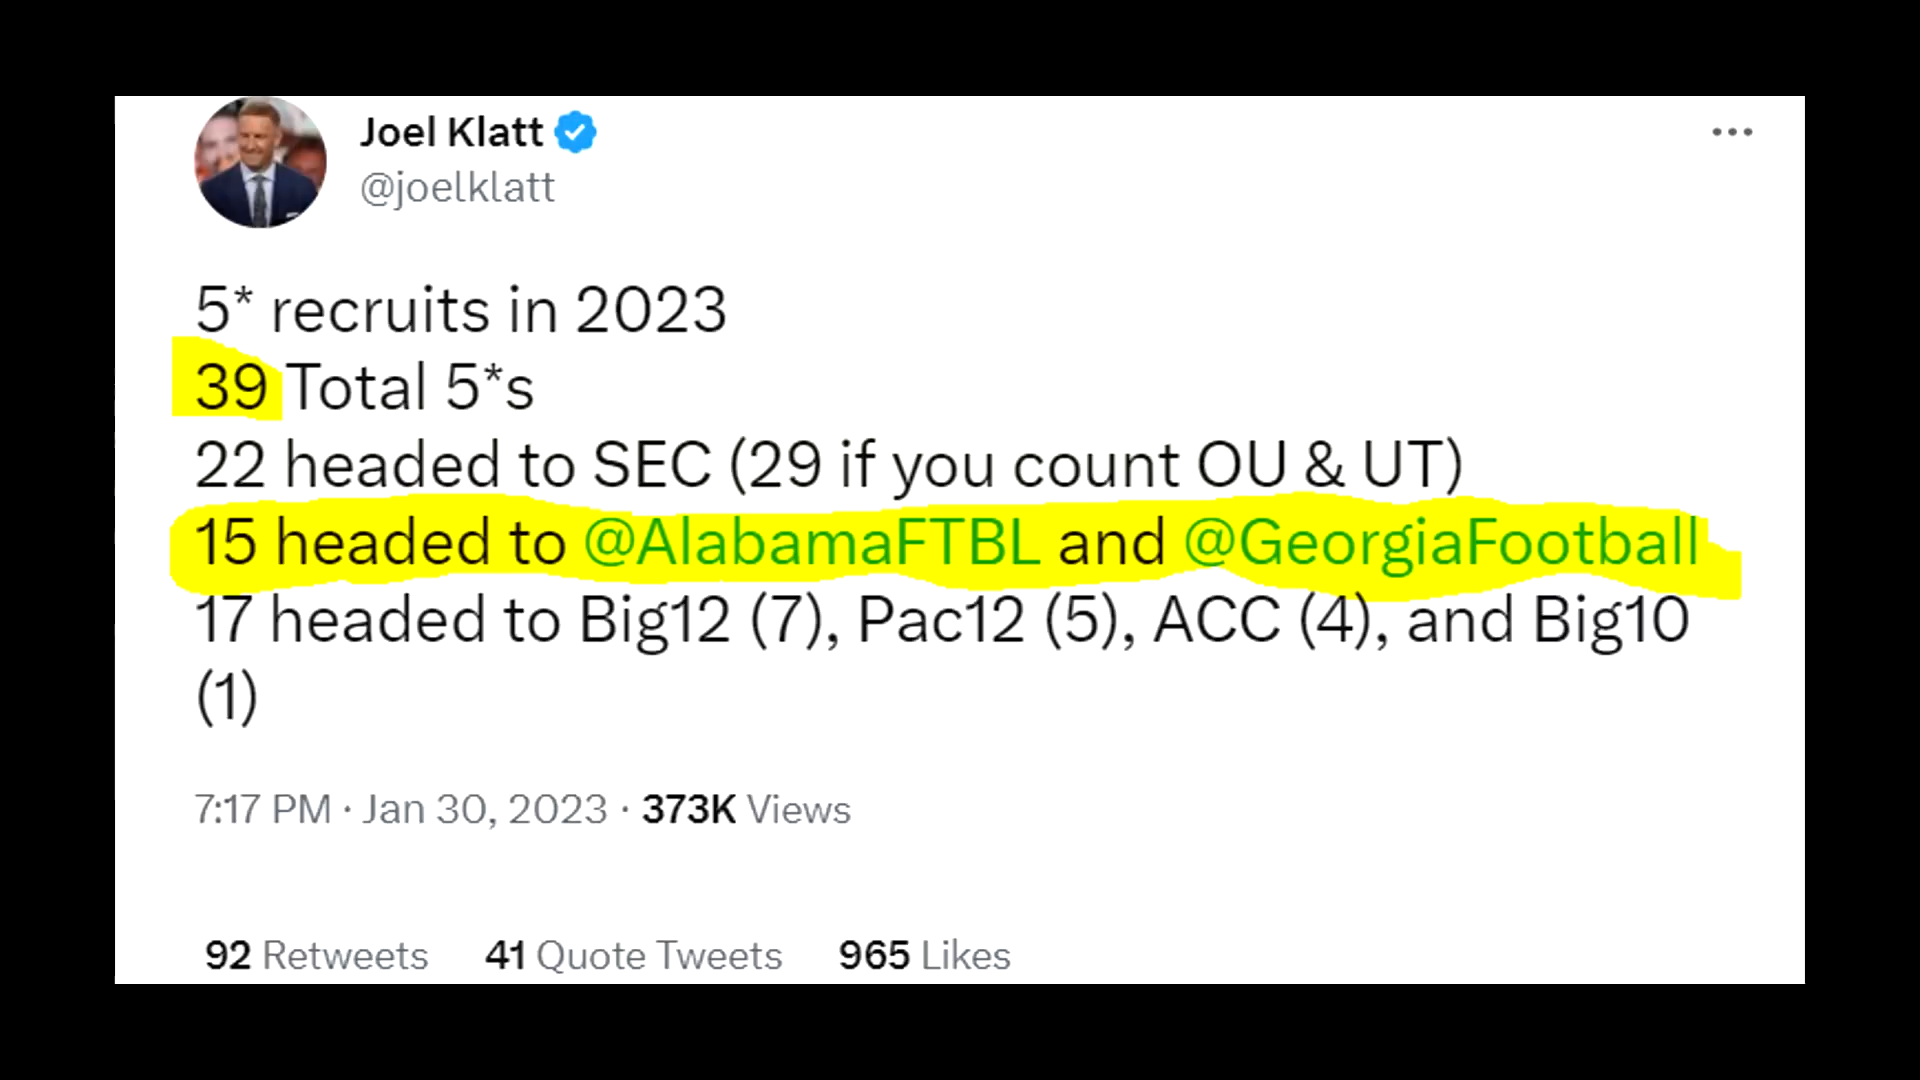 Joel Klatt
@joelklatt
5* recruits in 2023
39 Total 5*s
22 headed to SEC (29 if you count OU & UT)
15 headed to @AlabamaFTBL and @GeorgiaFootball
17 headed to Big12 (7), Pac12 (5), ACC (4), and Big10
(1)
7:17 PM · Jan 30, 2023 · 373K Views
92 Retweets 41 Quote Tweets 965 Likes